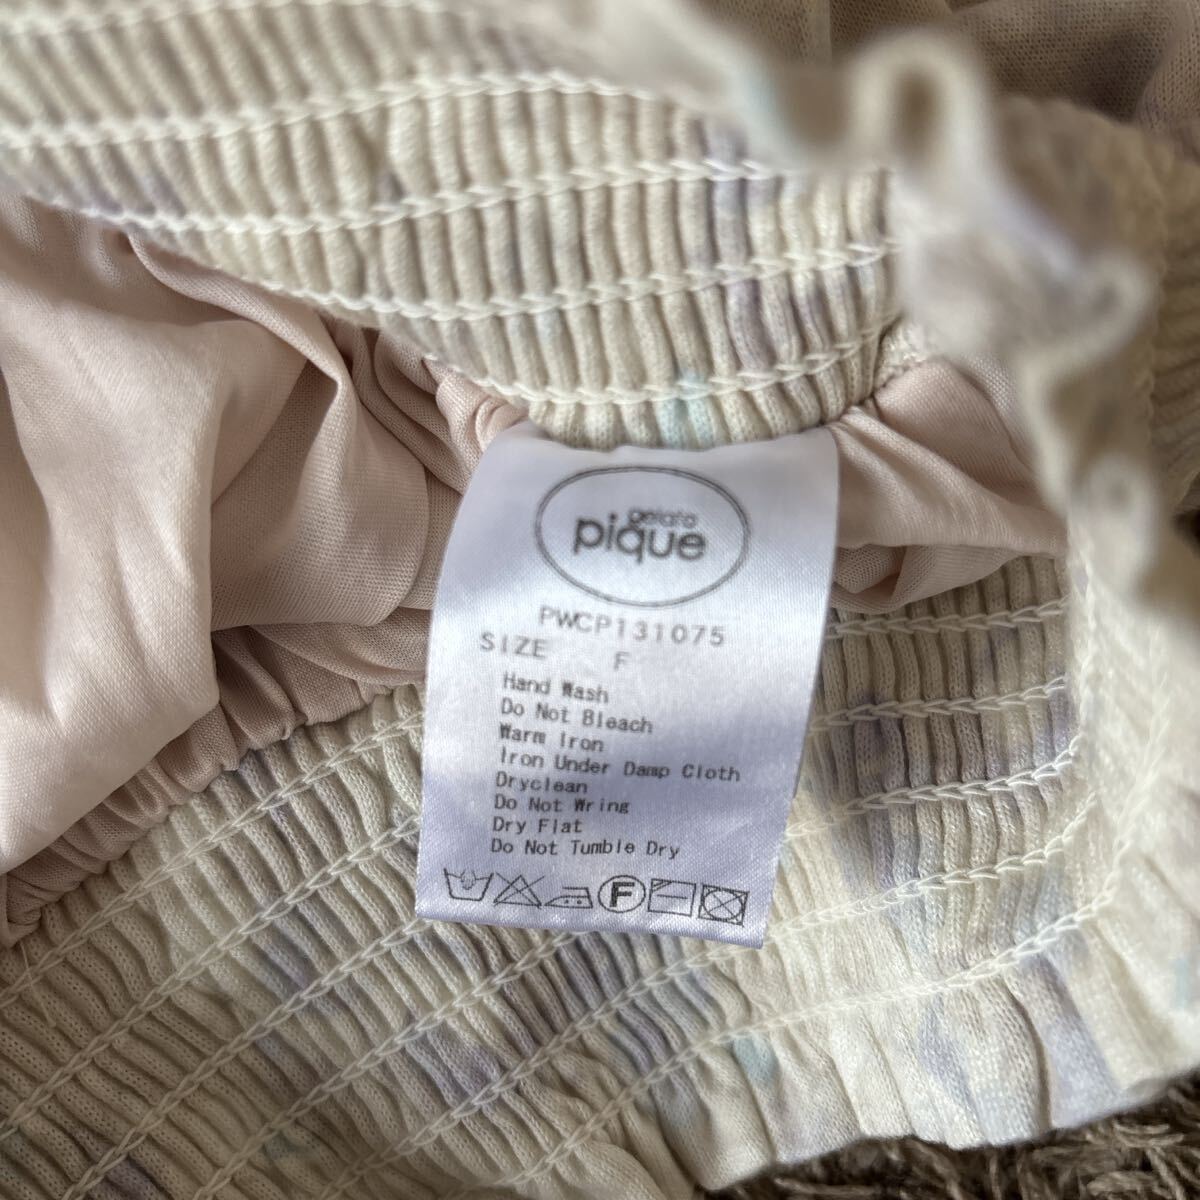 gelato
pique
PWCP131075
SIZE F
Hand Wash
Do Not Bleach
Warm Iron
Iron Under Damp Cloth
Dryclean
Do Not Wring
Dry Flat
Do Not Tumble Dry
F